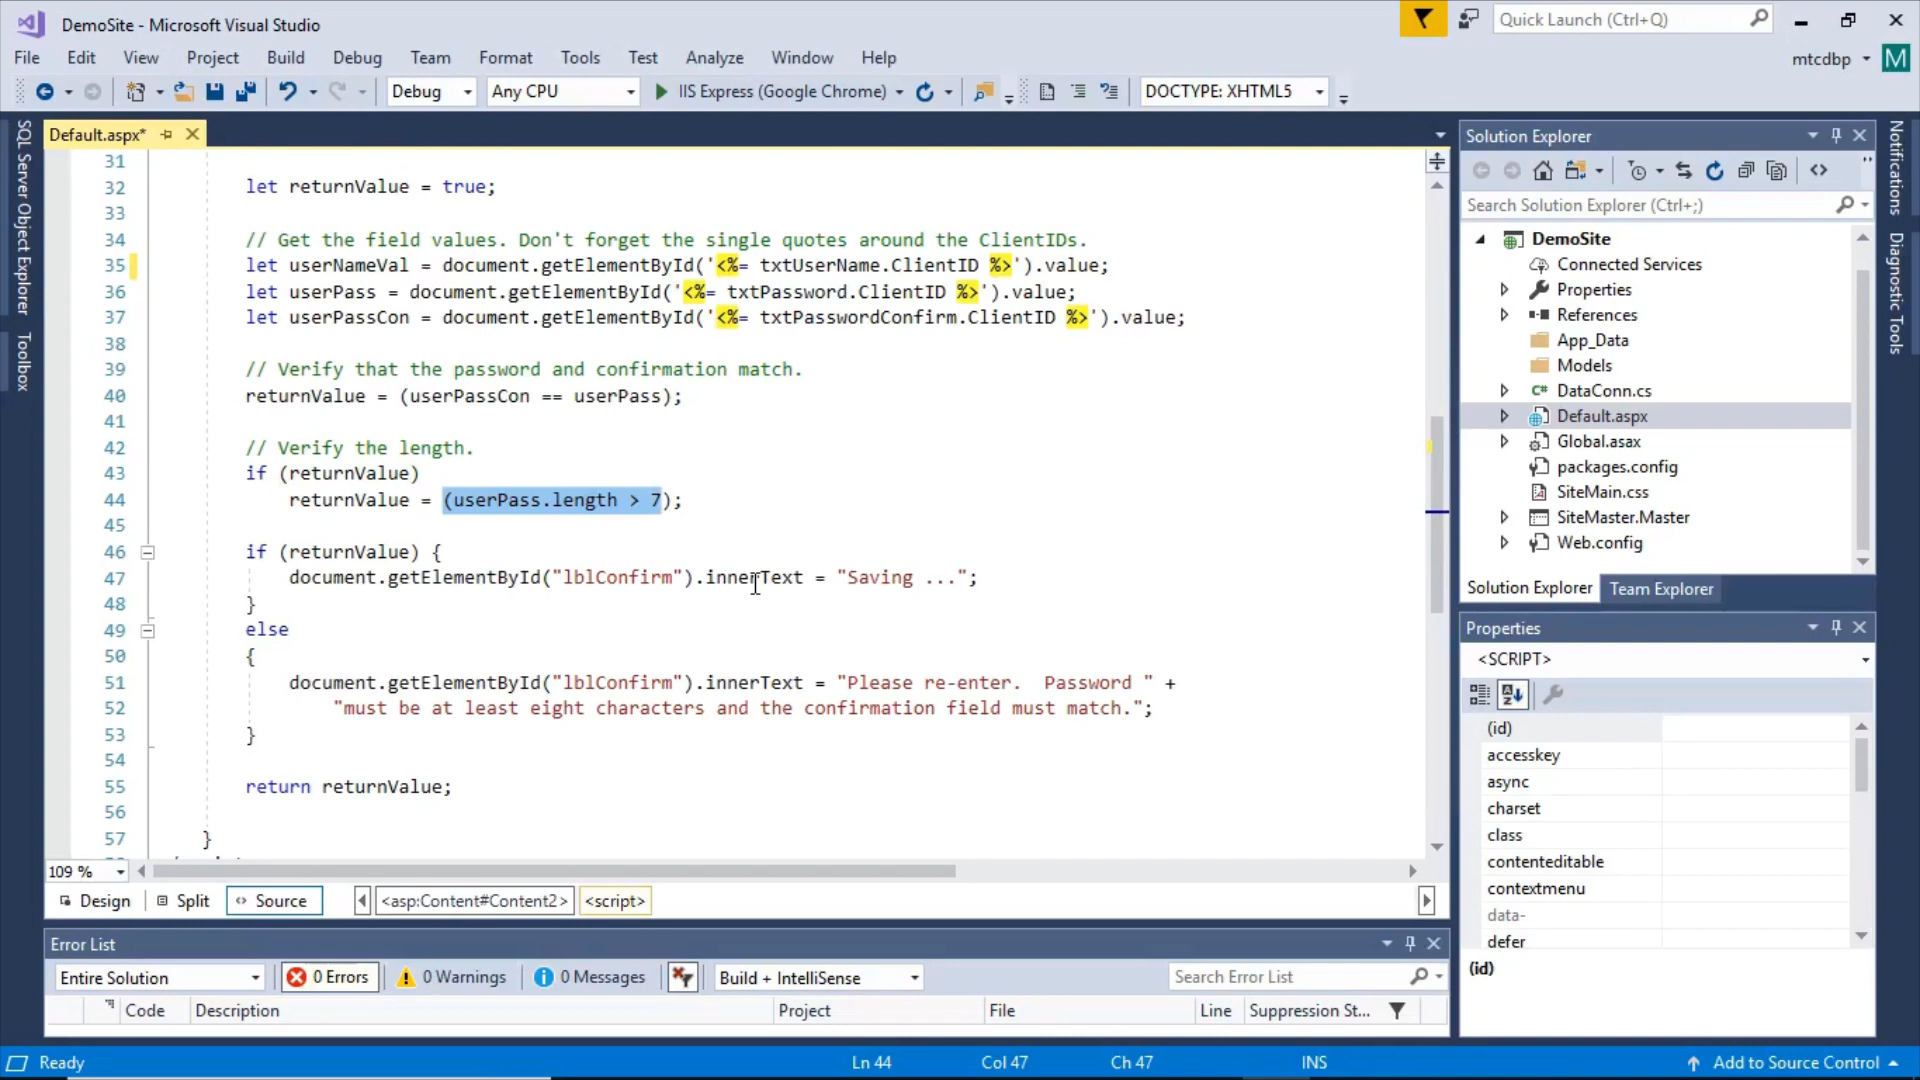 DemoSite - Microsoft Visual Studio
Quick Launch (Ctrl+Q)
File Edit View Project Build Debug Team Format Tools Test Analyze Window Help
mtcdbp M
Debug Any CPU IIS Express (Google Chrome) DOCTYPE: XHTML5
SQL Server Object Explorer
Toolbox
Default.aspx*
31
32 let returnValue = true;
33
34 // Get the field values. Don't forget the single quotes around the ClientIDs.
35 let userNameVal = document.getElementById('<%= txtUserName.ClientID %>').value;
36 let userPass = document.getElementById('<%= txtPassword.ClientID %>').value;
37 let userPassCon = document.getElementById('<%= txtPasswordConfirm.ClientID %>').value;
38
39 // Verify that the password and confirmation match.
40 returnValue = (userPassCon == userPass);
41
42 // Verify the length.
43 if (returnValue)
44 returnValue = (userPass.length > 7);
45
46 if (returnValue) {
47 document.getElementById("lblConfirm").innerText = "Saving ...";
48 }
49 else
50 {
51 document.getElementById("lblConfirm").innerText = "Please re-enter.  Password " +
52 "must be at least eight characters and the confirmation field must match.";
53 }
54
55 return returnValue;
56
57 }
109 %
Design Split Source <asp:Content#Content2> <script>
Error List
Entire Solution 0 Errors 0 Warnings 0 Messages Build + IntelliSense Search Error List
Code Description Project File Line Suppression St...
Ready Ln 44 Col 47 Ch 47 INS Add to Source Control
Solution Explorer
Search Solution Explorer (Ctrl+;)
DemoSite
Connected Services
Properties
References
App_Data
Models
DataConn.cs
Default.aspx
Global.asax
packages.config
SiteMain.css
SiteMaster.Master
Web.config
Solution Explorer Team Explorer
Properties
<SCRIPT>
(id)
accesskey
async
charset
class
contenteditable
contextmenu
data-
defer
(id)
Notifications
Diagnostic Tools